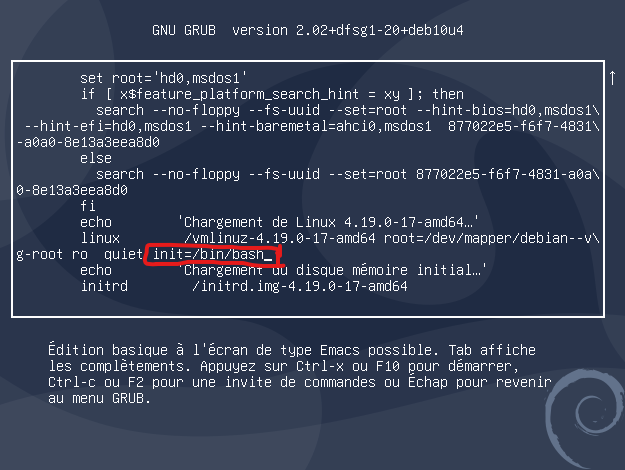 GNU GRUB  version 2.02+dfsg1-20+deb10u4
set root='hd0,msdos1'
if [ x$feature_platform_search_hint = xy ]; then
search --no-floppy --fs-uuid --set=root --hint-bios=hd0,msdos1\
--hint-efi=hd0,msdos1 --hint-baremetal=ahci0,msdos1  877022e5-f6f7-4831\
-a0a0-8e13a3eea8d0
else
search --no-floppy --fs-uuid --set=root 877022e5-f6f7-4831-a0a\
0-8e13a3eea8d0
fi
echo        'Chargement de Linux 4.19.0-17-amd64…'
linux        /vmlinuz-4.19.0-17-amd64 root=/dev/mapper/debian--v\
g-root ro  quiet init=/bin/bash_
echo        'Chargement du disque mémoire initial…'
initrd        /initrd.img-4.19.0-17-amd64
Édition basique à l'écran de type Emacs possible. Tab affiche
les complètements. Appuyez sur Ctrl-x ou F10 pour démarrer,
Ctrl-c ou F2 pour une invite de commandes ou Échap pour revenir
au menu GRUB.